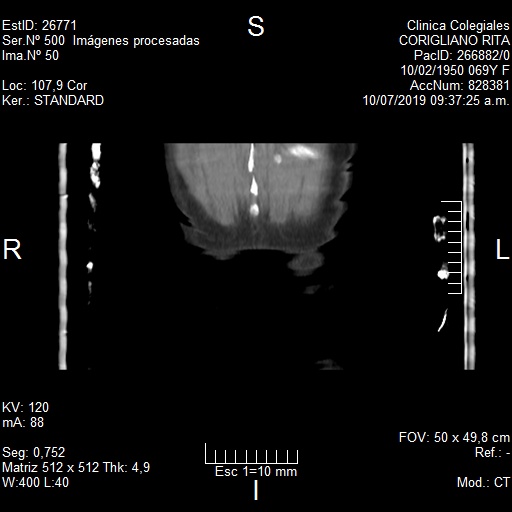 EstID: 26771
Ser.Nº 500 Imágenes procesadas
Ima.Nº 50
Loc: 107,9 Cor
Ker.: STANDARD
S
Clinica Colegiales
CORIGLIANO RITA
PacID: 266882/0
10/02/1950 069Y F
AccNum: 828381
10/07/2019 09:37:25 a.m.
R
L
KV: 120
mA: 88
Seg: 0,752
Matriz 512 x 512 Thk: 4,9
W:400 L:40
Esc 1=10 mm
I
FOV: 50 x 49,8 cm
Ref.: -
Mod.: CT